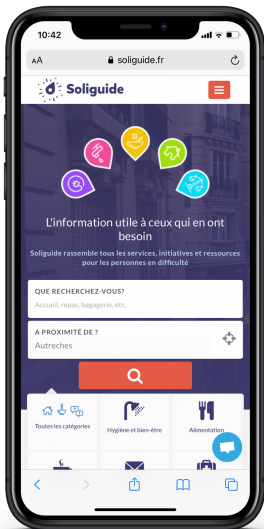 10:42
AA
soliguide.fr
Soliguide
L'information utile à ceux qui en ont
besoin
Soliguide rassemble tous les services, initiatives et ressources
pour les personnes en difficulté
QUE RECHERCHEZ-VOUS?
Accueil, repas, bagagerie, etc.
A PROXIMITÉ DE ?
Autreches
Toutes les catégories
Hygiène et bien-être
Alimentation